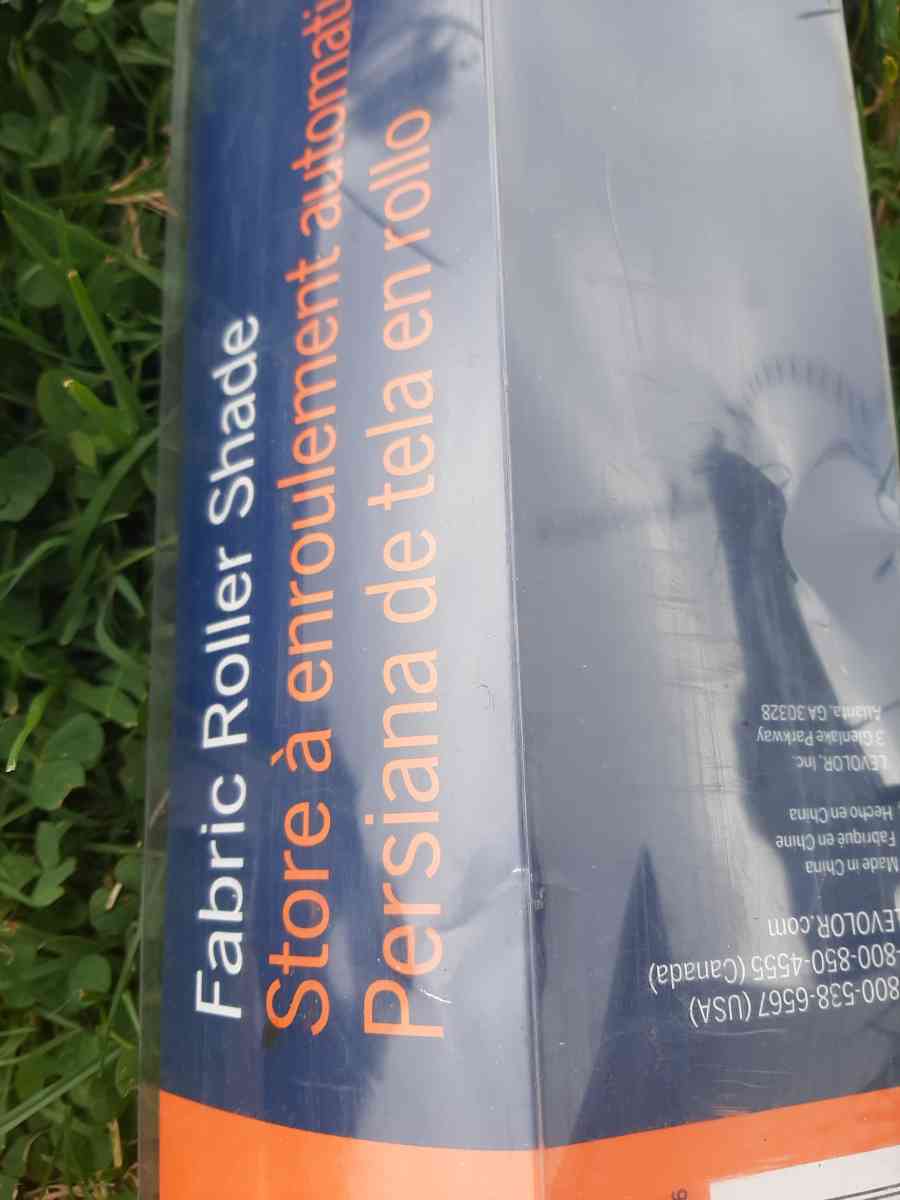 Fabric Roller Shade
Store à enroulement automati
Persiana de tela en rollo
800-538-6567 (USA)
-800-850-4555 (Canada)
LEVOLOR.com
Made in China
Fabriqué en Chine
Hecho en China
LEVOLOR, Inc.
3 Glenlake Parkway
Atlanta, GA 30328